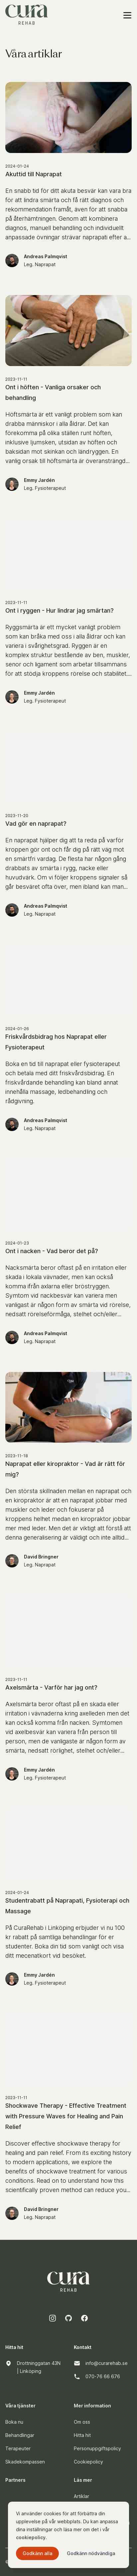 cura
REHAB
Våra artiklar
2024-01-24
Akuttid till Naprapat
En snabb tid för ditt akuta besvär kan vara bra
för att lindra smärta och få rätt diagnos och
rekommendation framåt, även för att snabba
på återhämtningen. Genom att kombinera
diagnos, manuell behandling och ett
individuellt anpassade övningar strävar naprapat
Andreas Palmqvist
Leg. Naprapat
2023-11-11
Ont i höften - Vanliga orsaker och
behandling
Höftsmärta är ett vanligt problem som kan
drabba människor i alla åldrar. Det kan
förekomma på olika ställen runt höften,
inklusive ljumsken, utsidan av höften och
baksidan mot skinkan och ländryggen. En
vanlig orsak till höftsmärta är överansträngd...
Emmy Jardén
Leg. Fysioterapeut
2023-11-11
Ont i ryggen - Hur lindrar jag smärtan?
Ryggsmärta är ett mycket vanligt problem
som kan bråka med oss i alla åldrar och kan
variera i svårighetsgrad. Ryggen är en
komplex struktur bestående av ben, muskler,
nervor och ligament som arbetar tillsammans
för att stödja kroppens rörelse och stabilitet....
Emmy Jardén
Leg. Fysioterapeut
2023-11-20
Vad gör en naprapat?
En naprapat hjälper dig att ta reda på varför
kroppen gör ont och får dig på rätt väg mot
en smärtfri vardag. De flesta har någon gång
drabbats av smärta i rygg, nacke eller
huvudvärk. Om vi följer kroppens signaler så
går besväret ofta över, men ibland kan man...
Andreas Palmqvist
Leg. Naprapat
2024-01-26
Friskvårdsbidrag hos Naprapat eller
Fysioterapeut
Boka en tid till naprapat eller fysioterapeut
och betala med ditt friskvårdsbidrag. En
friskvårdande behandling kan bland annat
innehålla massage, ledbehandling och
rådgivning.
Andreas Palmqvist
Leg. Naprapat
2024-01-23
Ont i nacken - Vad beror det på?
Nacksmärta beror oftast på en irritation eller
skada i lokala vävnader, men kan också
komma ifrån axlarna eller bröstryggen.
Symtom vid nackbesvär kan variera men
vanligast är någon form av smärta vid rörelse,
nedsatt rörelseförmåga, stelhet och/eller...
Andreas Palmqvist
Leg. Naprapat
2023-11-18
Naprapat eller kiropraktor - Vad är rätt för
mig?
Den största skillnaden mellan en naprapat och
en kiropraktor är att en naprapat jobbar med
muskler och leder och fokuserar på
kroppens helhet medan en kiropraktor jobbar
mer med leder. Men det är viktigt att förstå att
denna generalisering är väldigt och inte alltid...
David Bringner
Leg. Naprapat
2023-11-11
Axelsmärta - Varför har jag ont?
Axelsmärta beror oftast på en skada eller
irritation i vävnaderna kring axelleden men det
kan också komma från nacken. Symtomen
vid axelbesvär kan variera från person till
person, men de vanligaste är någon form av
smärta, nedsatt rörlighet, stelhet och/eller...
Emmy Jardén
Leg. Fysioterapeut
2024-01-24
Studentrabatt på Naprapati, Fysioterapi och
Massage
På CuraRehab i Linköping erbjuder vi nu 100
kr rabatt på samtliga behandlingar för er
studenter. Boka din tid som vanligt och visa
ditt mecenatkort vid besöket.
Emmy Jardén
Leg. Fysioterapeut
2023-11-11
Shockwave Therapy - Effective Treatment
with Pressure Waves for Healing and Pain
Relief
Discover effective shockwave therapy for
healing and pain relief. From its exciting history
to modern applications, we explore its benefits for
various conditions. Read on to understand how this
scientifically proven method can reduce you...
David Bringner
Leg. Naprapat
cura
REHAB
Hitta hit
Drottninggatan 43N
| Linköping
Kontakt
info@curarehab.se
070-76 66 676
Våra tjänster
Boka nu
Behandlingar
Terapeuter
Skadekompassen
Mer information
Om oss
Hitta hit
Personuppgiftspolicy
Cookiepolicy
Partners
Läs mer
Artiklar
Vi använder cookies för att förbättra din
upplevelse på vår webbplats. Du kan anpassa
dina inställningar och läsa mer om det i vår
cookiepolicy.
Godkänn alla
Godkänn nödvändiga